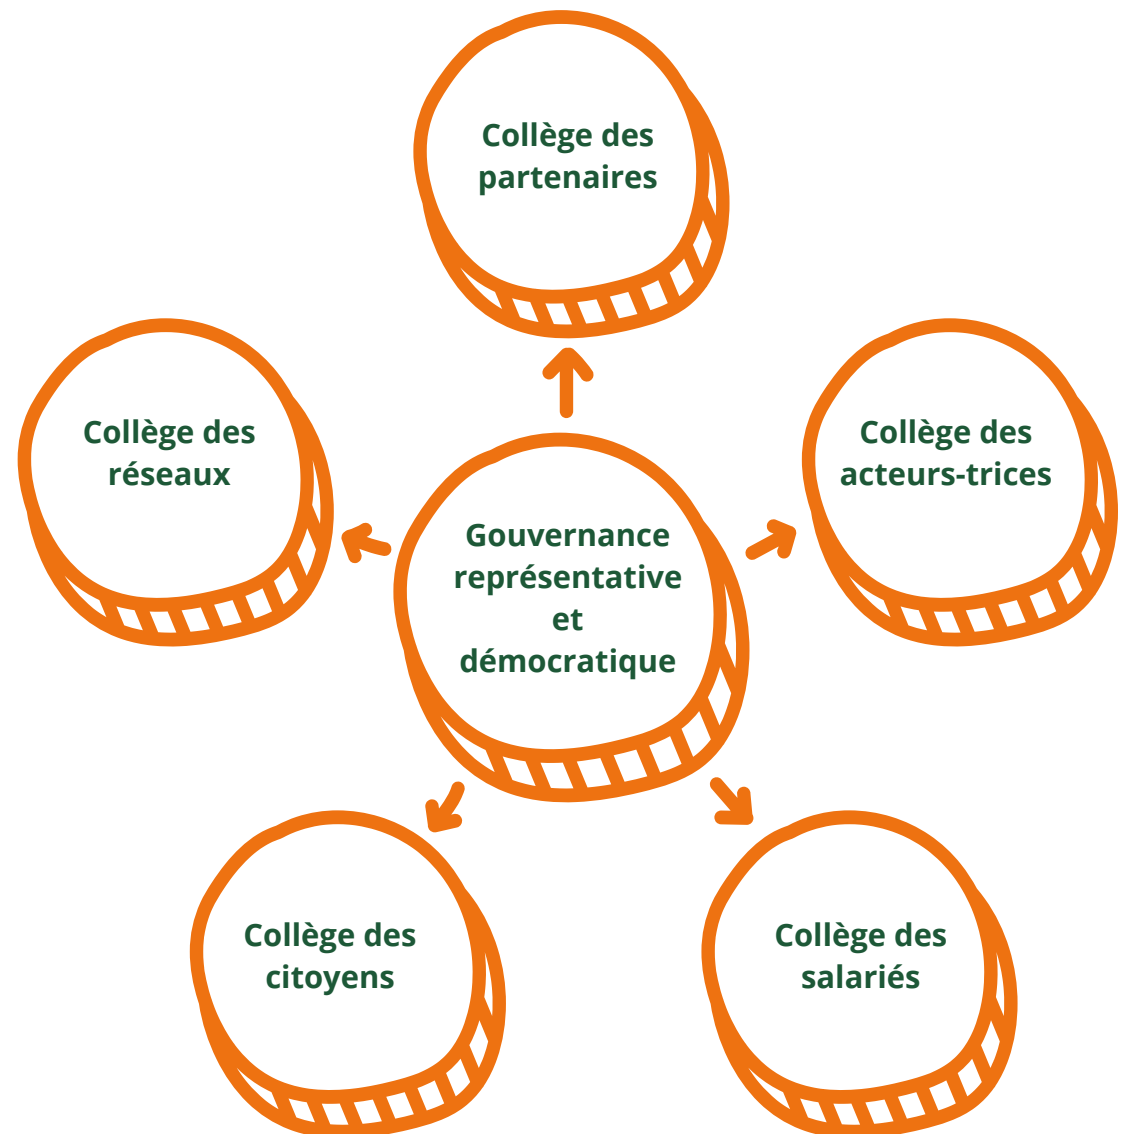 Collège des
partenaires
Collège des
réseaux
Collège des
acteurs-trices
Gouvernance
représentative
et
démocratique
Collège des
citoyens
Collège des
salariés